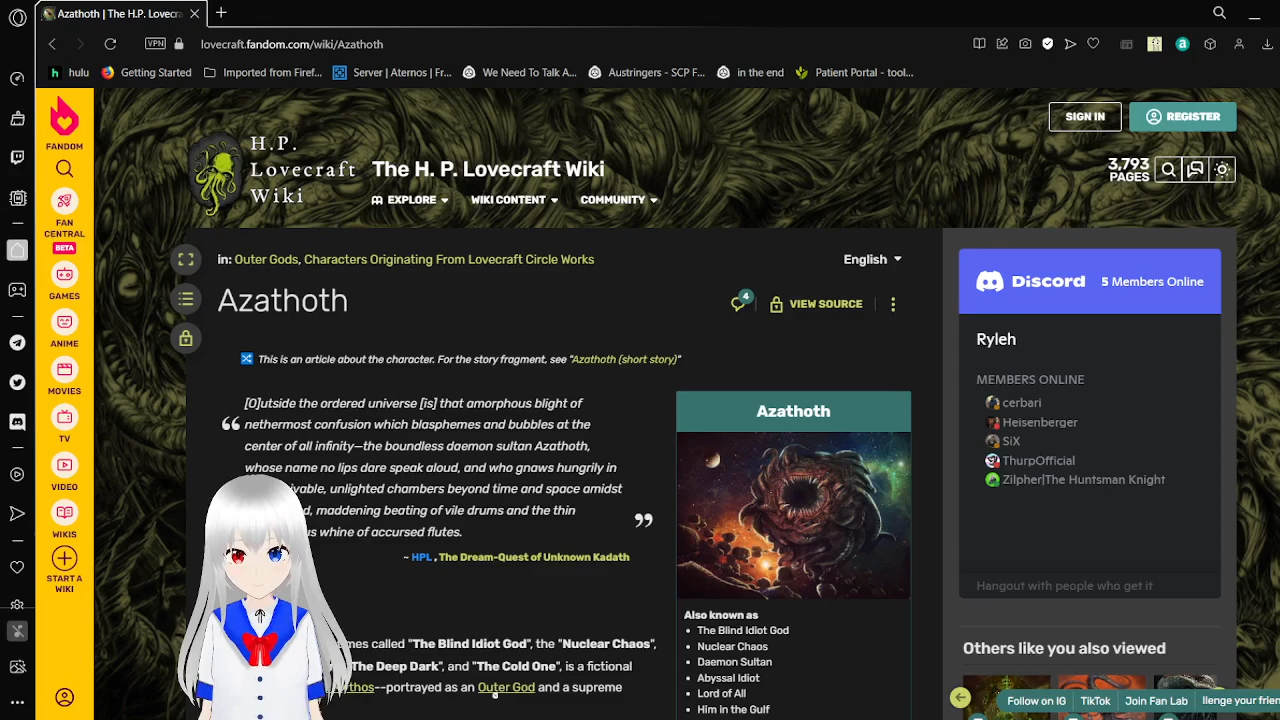 Azathoth | The H.P. Lovecra
lovecraft.fandom.com/wiki/Azathoth
VPN
hulu
Getting Started
Imported from Firef...
Server | Aternos | Fr...
We Need To Talk A...
Austringers - SCP F...
in the end
Patient Portal - tool...
FANDOM
FAN
CENTRAL
BETA
GAMES
ANIME
MOVIES
TV
VIDEO
WIKIS
START A
WIKI
SIGN IN
REGISTER
H.P.
Lovecraft
Wiki
The H. P. Lovecraft Wiki
EXPLORE
WIKI CONTENT
COMMUNITY
3,793
PAGES
in: Outer Gods, Characters Originating From Lovecraft Circle Works
English
Azathoth
4
VIEW SOURCE
This is an article about the character. For the story fragment, see "Azathoth (short story)"
“ [O]utside the ordered universe [is] that amorphous blight of
nethermost confusion which blasphemes and bubbles at the
center of all infinity—the boundless daemon sultan Azathoth,
whose name no lips dare speak aloud, and who gnaws hungrily in
ivable, unlighted chambers beyond time and space amidst
d, maddening beating of vile drums and the thin
us whine of accursed flutes. ”
~ HPL , The Dream-Quest of Unknown Kadath
mes called "The Blind Idiot God", the "Nuclear Chaos",
The Deep Dark", and "The Cold One", is a fictional
thos--portrayed as an Outer God and a supreme
Azathoth
Also known as
The Blind Idiot God
Nuclear Chaos
Daemon Sultan
Abyssal Idiot
Lord of All
Him in the Gulf
Discord
5 Members Online
Ryleh
MEMBERS ONLINE
cerbari
Heisenberger
SiX
ThurpOfficial
Zilpher|The Huntsman Knight
Hangout with people who get it
Others like you also viewed
Follow on IG
TikTok
Join Fan Lab
llenge your frien